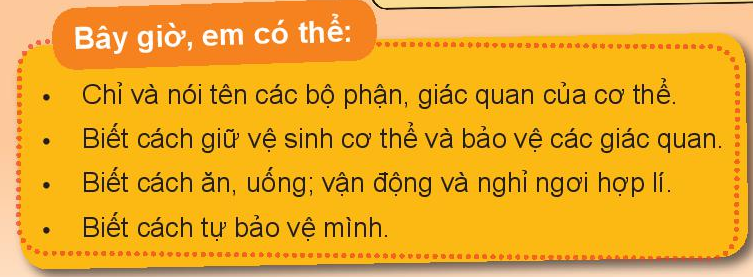 Bây giờ, em có thể:
• Chỉ và nói tên các bộ phận, giác quan của cơ thể.
• Biết cách giữ vệ sinh cơ thể và bảo vệ các giác quan.
• Biết cách ăn, uống; vận động và nghỉ ngơi hợp lí.
• Biết cách tự bảo vệ mình.